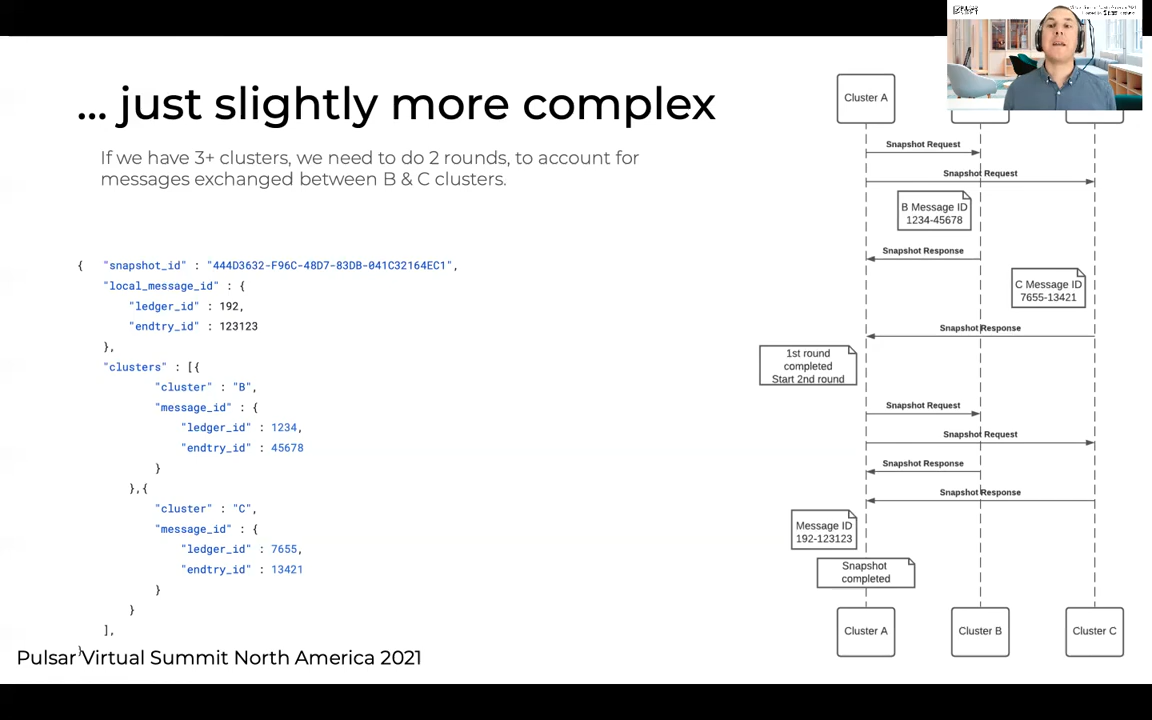 ... just slightly more complex
If we have 3+ clusters, we need to do 2 rounds, to account for
messages exchanged between B & C clusters.
{ "snapshot_id" : "444D3632-F96C-48D7-83DB-041C32164EC1",
"local_message_id" : {
"ledger_id" : 192,
"endtry_id" : 123123
},
"clusters" : [{
"cluster" : "B",
"message_id" : {
"ledger_id" : 1234,
"endtry_id" : 45678
}
},{
"cluster" : "C",
"message_id" : {
"ledger_id" : 7655,
"endtry_id" : 13421
}
}
],
}
Pulsar Virtual Summit North America 2021
Cluster A
Snapshot Request
Snapshot Request
B Message ID
1234-45678
Snapshot Response
C Message ID
7655-13421
Snapshot Response
1st round
completed
Start 2nd round
Snapshot Request
Snapshot Request
Snapshot Response
Snapshot Response
Message ID
192-123123
Snapshot
completed
Cluster A
Cluster B
Cluster C